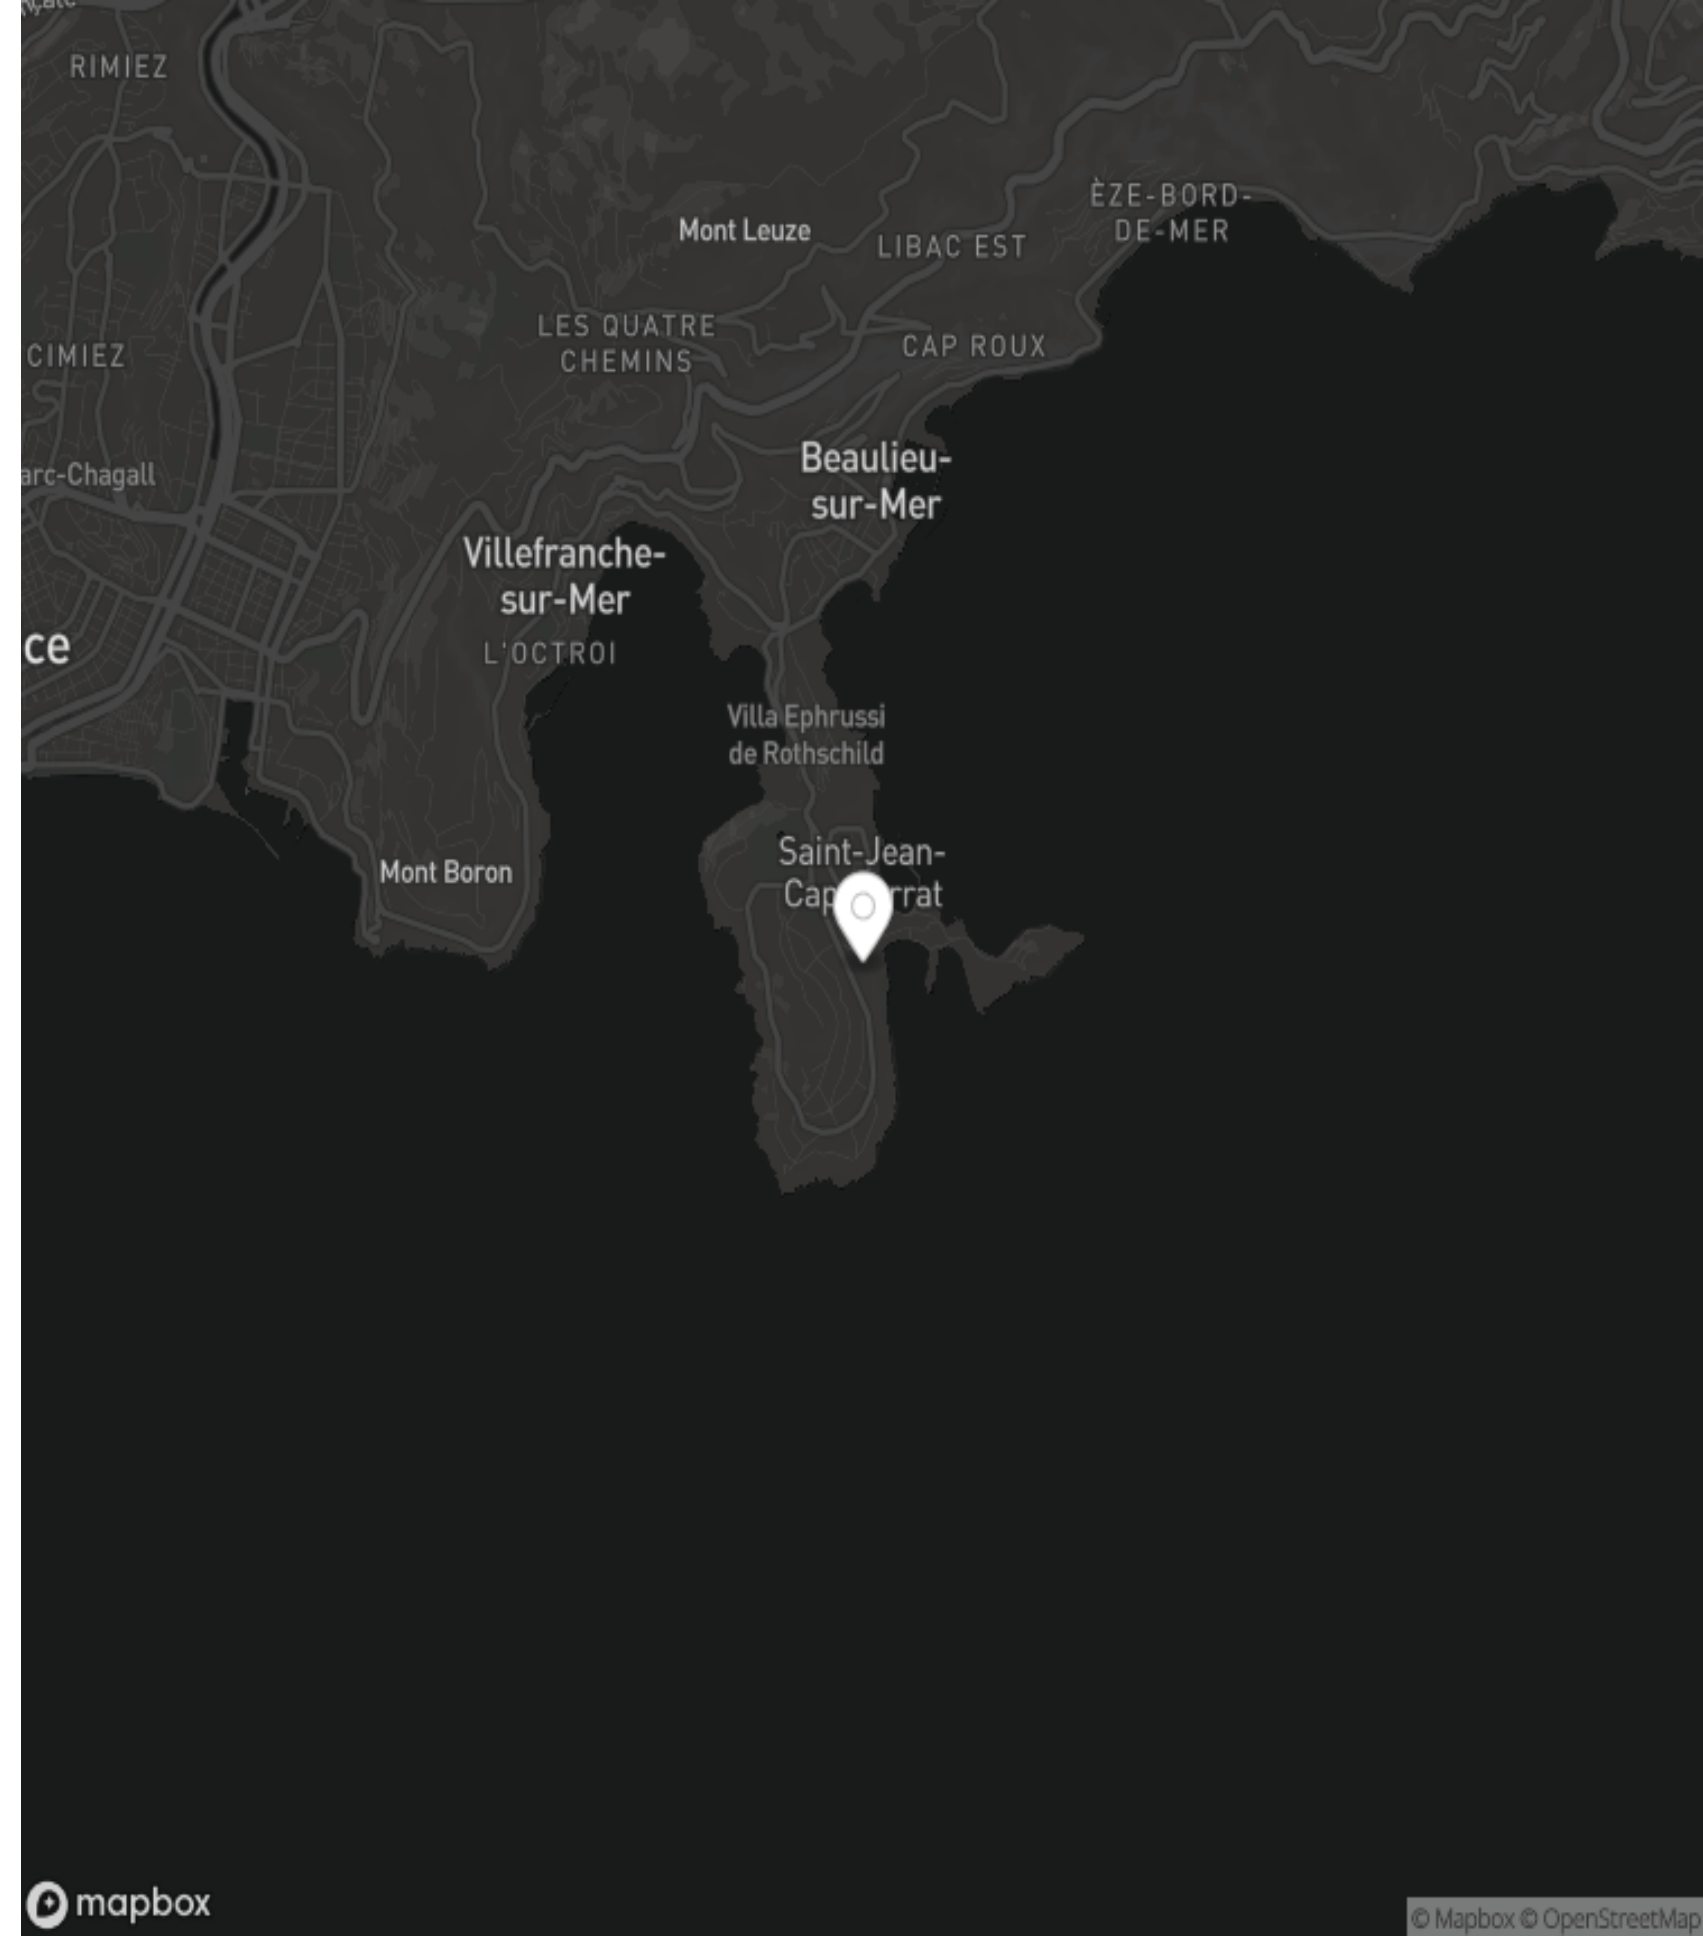 RIMIEZ
ÈZE-BORD-
DE-MER
Mont Leuze
LIBAC EST
LES QUATRE
CHEMINS
CAP ROUX
CIMIEZ
Beaulieu-
sur-Mer
arc-Chagall
Villefranche-
sur-Mer
L'OCTROI
ce
Villa Ephrussi
de Rothschild
Saint-Jean-
Cap rrat
Mont Boron
mapbox
© Mapbox © OpenStreetMap